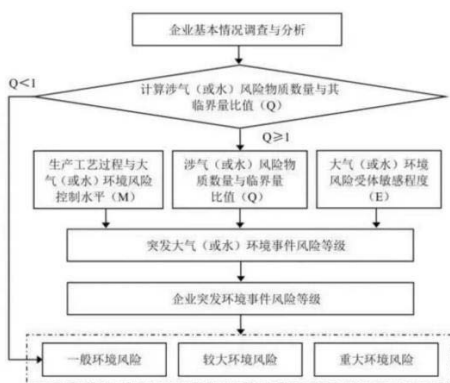 企业基本情况调查与分析
Q＜1
计算涉气（或水）风险物质数量与其
临界量比值（Q）
Q≥1
生产工艺过程与大
气（或水）环境风险
控制水平（M）
涉气（或水）风险物
质数量与临界量
比值（Q）
大气（或水）环境
风险受体敏感程度
（E）
突发大气（或水）环境事件风险等级
企业突发环境事件风险等级
一般环境风险
较大环境风险
重大环境风险